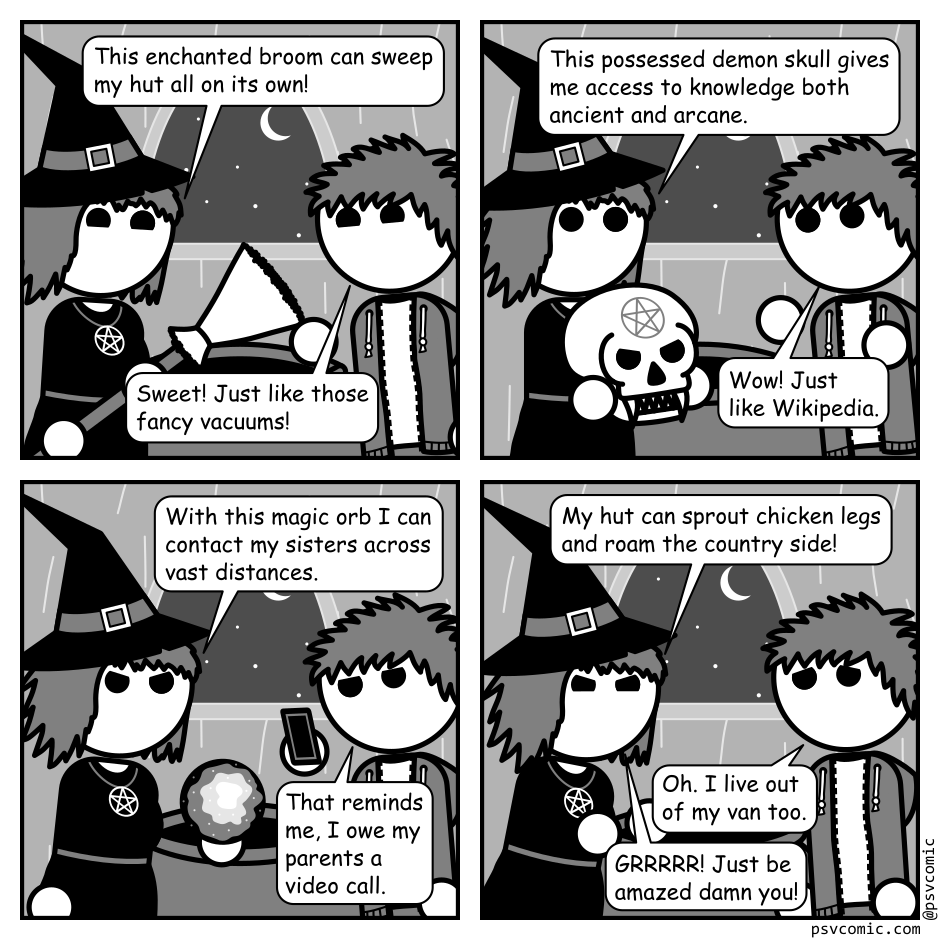 This enchanted broom can sweep
my hut all on its own!
Sweet! Just like those
fancy vacuums!
This possessed demon skull gives
me access to knowledge both
ancient and arcane.
Wow! Just
like Wikipedia.
With this magic orb I can
contact my sisters across
vast distances.
That reminds
me, I owe my
parents a
video call.
My hut can sprout chicken legs
and roam the country side!
Oh. I live out
of my van too.
GRRRRR! Just be
amazed damn you!
@psvcomic
psvcomic.com